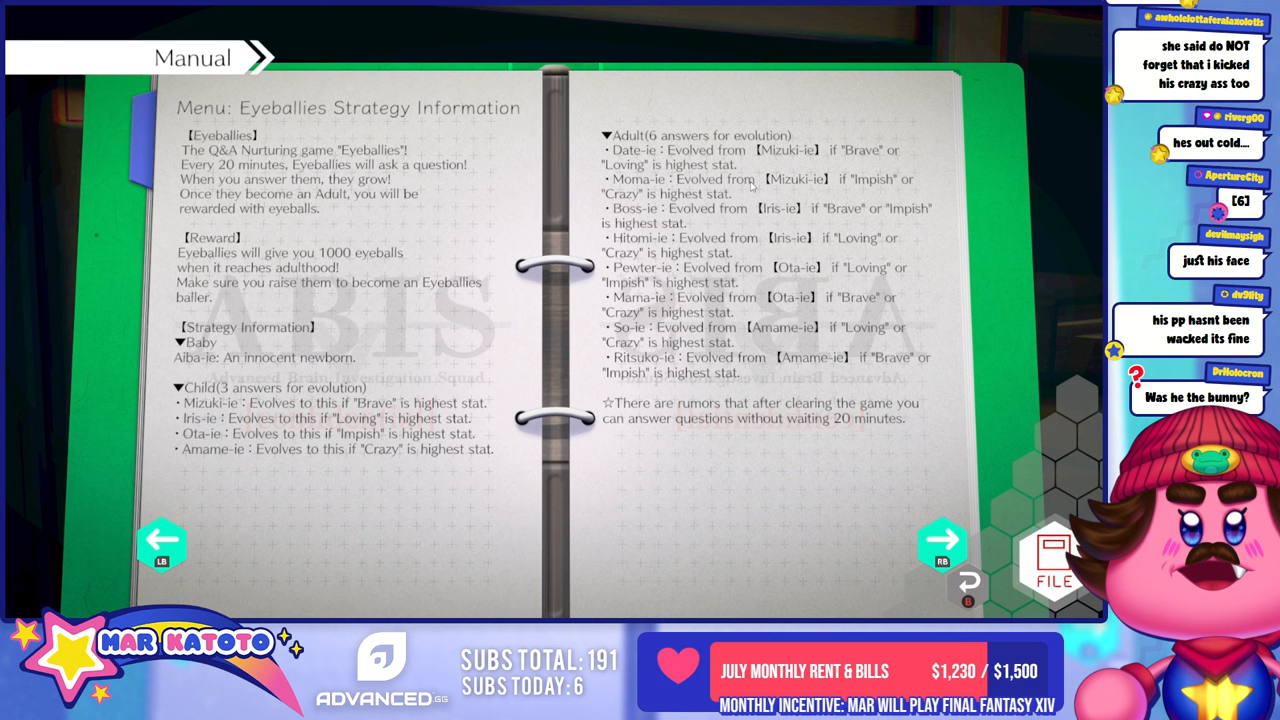 Manual
Menu: Eyeballies Strategy Information
【Eyeballies】
The Q&A Nurturing game "Eyeballies"!
Every 20 minutes, Eyeballies will ask a question!
When you answer them, they grow!
Once they become an Adult, you will be
rewarded with eyeballs.
【Reward】
Eyeballies will give you 1000 eyeballs
when it reaches adulthood!
Make sure you raise them to become an Eyeballies
baller.
【Strategy Information】
▼Baby
Aiba-ie: An innocent newborn.
▼Child(3 answers for evolution)
・Mizuki-ie : Evolves to this if "Brave" is highest stat.
・Iris-ie : Evolves to this if "Loving" is highest stat.
・Ota-ie : Evolves to this if "Impish" is highest stat.
・Amame-ie : Evolves to this if "Crazy" is highest stat.
▼Adult(6 answers for evolution)
・Date-ie : Evolved from 【Mizuki-ie】 if "Brave" or
"Loving" is highest stat.
・Moma-ie : Evolved from 【Mizuki-ie】 if "Impish" or
"Crazy" is highest stat.
・Boss-ie : Evolved from 【Iris-ie】 if "Brave" or "Impish"
is highest stat.
・Hitomi-ie : Evolved from 【Iris-ie】 if "Loving" or
"Crazy" is highest stat.
・Pewter-ie : Evolved from 【Ota-ie】 if "Loving" or
"Impish" is highest stat.
・Mama-ie : Evolved from 【Ota-ie】 if "Brave" or
"Crazy" is highest stat.
・So-ie : Evolved from 【Amame-ie】 if "Loving" or
"Crazy" is highest stat.
・Ritsuko-ie : Evolved from 【Amame-ie】 if "Brave" or
"Impish" is highest stat.
☆There are rumors that after clearing the game you
can answer questions without waiting 20 minutes.
ABIS
LB
RB
B
FILE
awholelottaferalaxolotls
she said do NOT
forget that i kicked
his crazy ass too
riverg00
hes out cold....
ApertureCity
[6]
devilmaysigh
just his face
dv9lity
his pp hasnt been
wacked its fine
DrHolocron
Was he the bunny?
MAR KATOTO
ADVANCED.GG
SUBS TOTAL: 191
SUBS TODAY: 6
JULY MONTHLY RENT & BILLS $1,230 / $1,500
MONTHLY INCENTIVE: MAR WILL PLAY FINAL FANTASY XIV